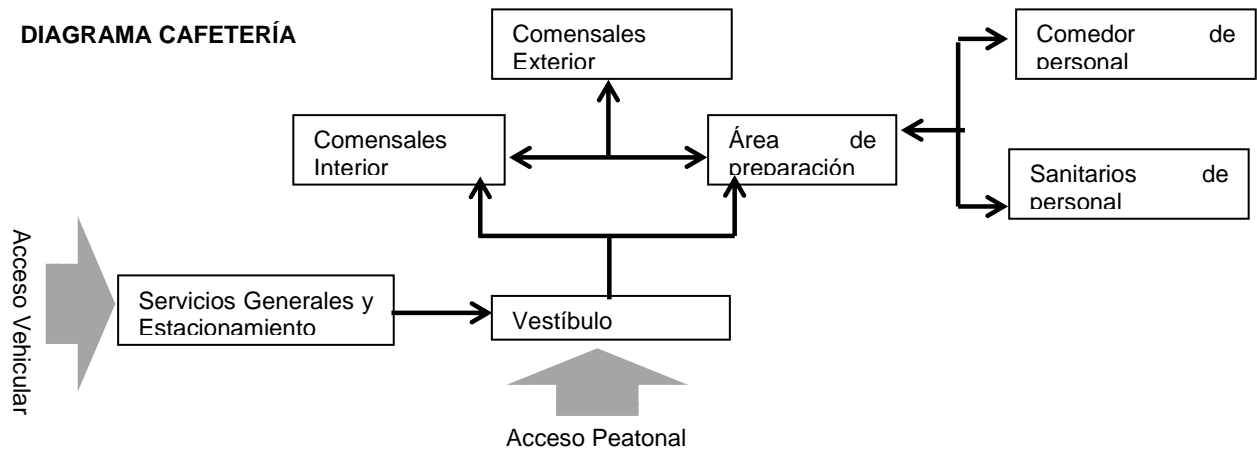 DIAGRAMA CAFETERÍA
Comensales
Exterior
Comedor de
personal
Comensales
Interior
Área de
preparación
Sanitarios de
personal
Acceso Vehicular
Servicios Generales y
Estacionamiento
Vestíbulo
Acceso Peatonal